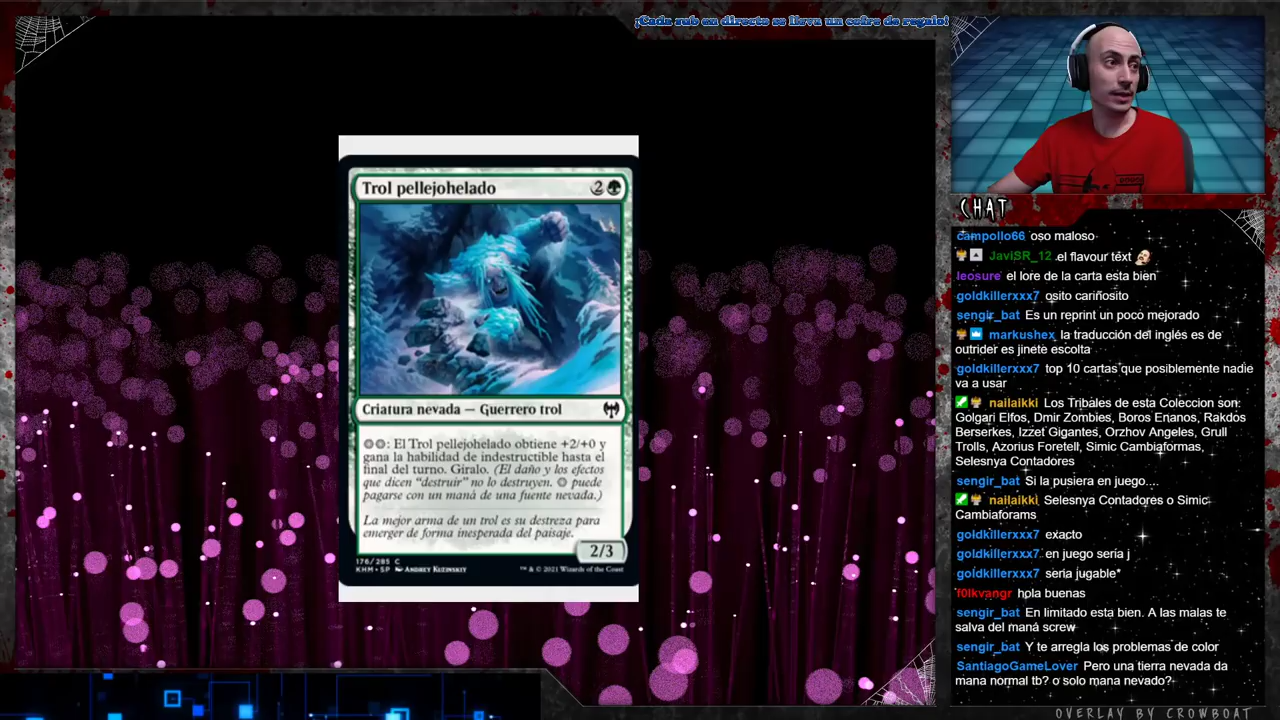 ¡Cada sub en directo se lleva un cofre de regalo!
Trol pellejohelado 2
Criatura nevada — Guerrero trol
: El Trol pellejohelado obtiene +2/+0 y
gana la habilidad de indestructible hasta el
final del turno. Gíralo. (El daño y los efectos
que dicen “destruir” no lo destruyen. puede
pagarse con un maná de una fuente nevada.)
La mejor arma de un trol es su destreza para
emerger de forma inesperada del paisaje.
2/3
176/285 C
KHM • SP ANDREY KUZINSKIY
™ & © 2021 Wizards of the Coast
CHAT
campollo66 oso maloso
JaviSR_12 .el flavour text
leosure el lore de la carta esta bien
goldkillerxxx7 osito cariñosito
sengir_bat Es un reprint un poco mejorado
markushex la traducción del inglés es de
outrider es jinete escolta
goldkillerxxx7 top 10 cartas que posiblemente nadie
va a usar
nailaikki Los Tribales de esta Coleccion son:
Golgari Elfos, Dmir Zombies, Boros Enanos, Rakdos
Berserkes, Izzet Gigantes, Orzhov Angeles, Grull
Trolls, Azorius Foretell, Simic Cambiaformas,
Selesnya Contadores
sengir_bat Si la pusiera en juego....
nailaikki Selesnya Contadores o Simic
Cambiaforams
goldkillerxxx7 exacto
goldkillerxxx7 en juego seria j
goldkillerxxx7 seria jugable*
f0lkvangr hola buenas
sengir_bat En limitado esta bien. A las malas te
salva del maná screw
sengir_bat Y te arregla los problemas de color
SantiagoGameLover Pero una tierra nevada da
mana normal tb? o solo mana nevado?
OVERLAY BY CROWBOAT